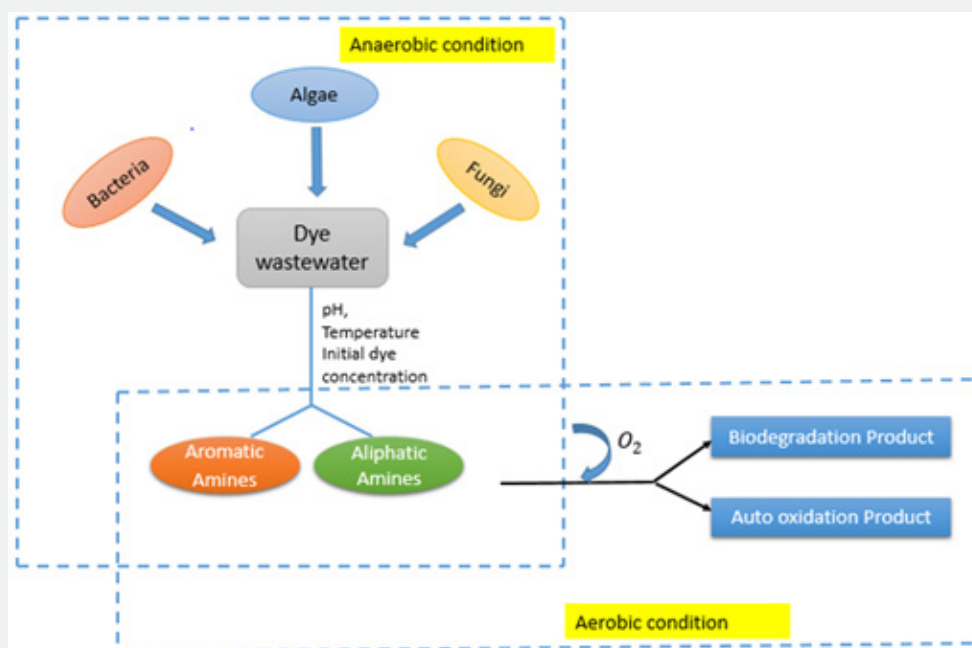 Anaerobic condition
Algae
Bacteria
Fungi
Dye
wastewater
pH,
Temperature
Initial dye
concentration
Aromatic
Amines
Aliphatic
Amines
O2
Biodegradation Product
Auto oxidation Product
Aerobic condition